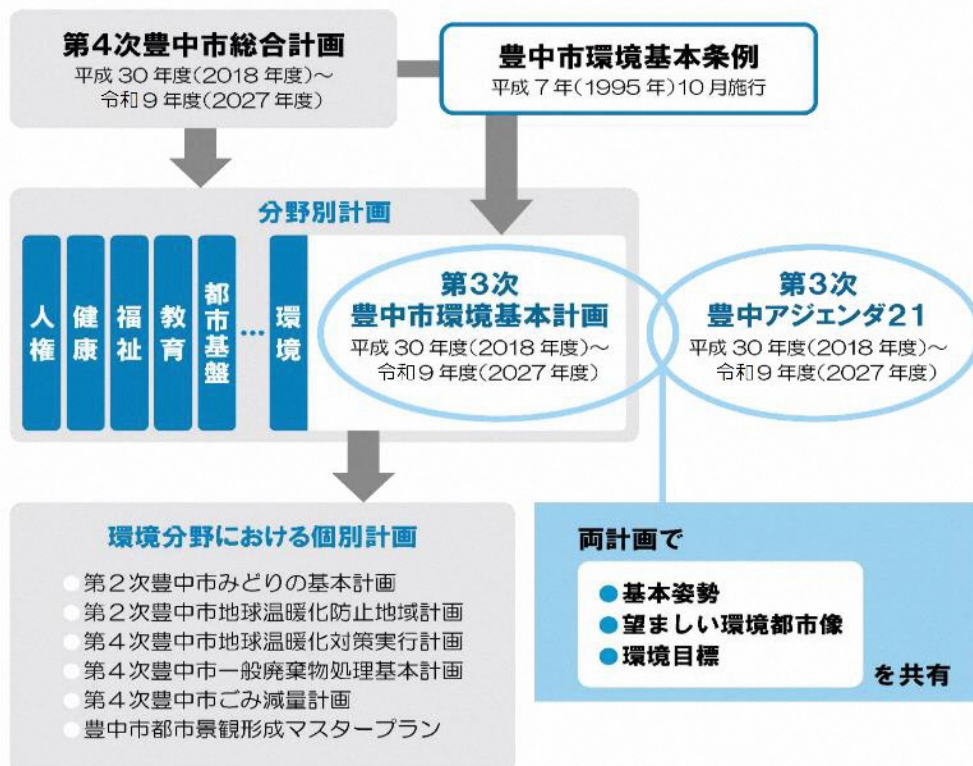 第4次豊中市総合計画
平成30年度(2018年度)～
令和9年度(2027年度)
豊中市環境基本条例
平成7年(1995年)10月施行
分野別計画
人権
健康
福祉
教育
都市基盤
…
環境
第3次
豊中市環境基本計画
平成30年度(2018年度)～
令和9年度(2027年度)
第3次
豊中アジェンダ21
平成30年度(2018年度)～
令和9年度(2027年度)
環境分野における個別計画
第2次豊中市みどりの基本計画
第2次豊中市地球温暖化防止地域計画
第4次豊中市地球温暖化対策実行計画
第4次豊中市一般廃棄物処理基本計画
第4次豊中市ごみ減量計画
豊中市都市景観形成マスタープラン
両計画で
●基本姿勢
●望ましい環境都市像
●環境目標
を共有